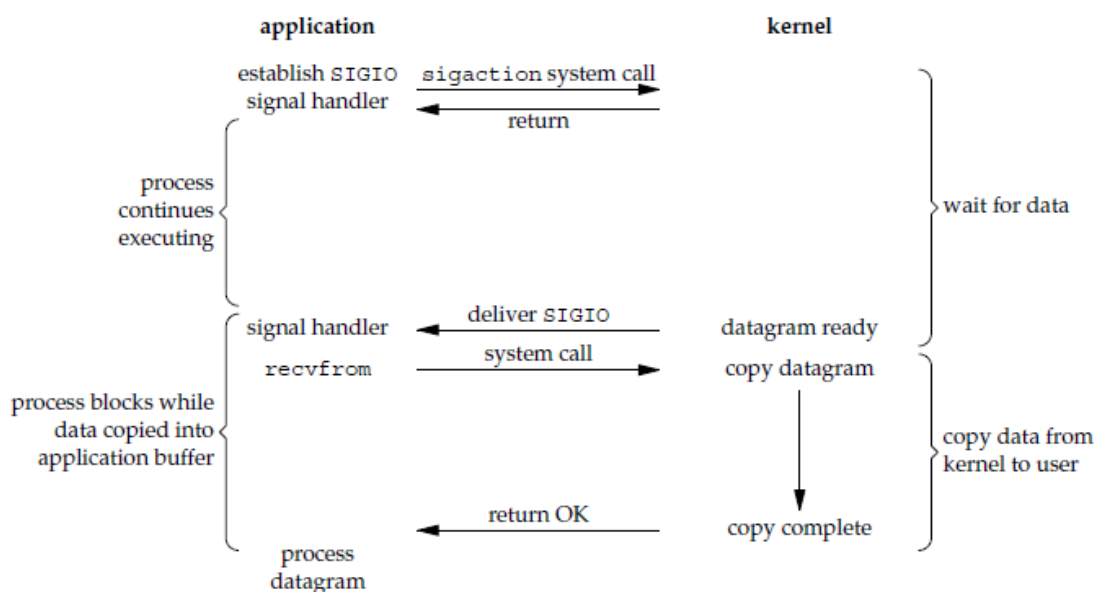 application
kernel
establish SIGIO
signal handler
sigaction system call
return
process
continues
executing
wait for data
signal handler
deliver SIGIO
datagram ready
recvfrom
system call
copy datagram
process blocks while
data copied into
application buffer
copy data from
kernel to user
return OK
copy complete
process
datagram